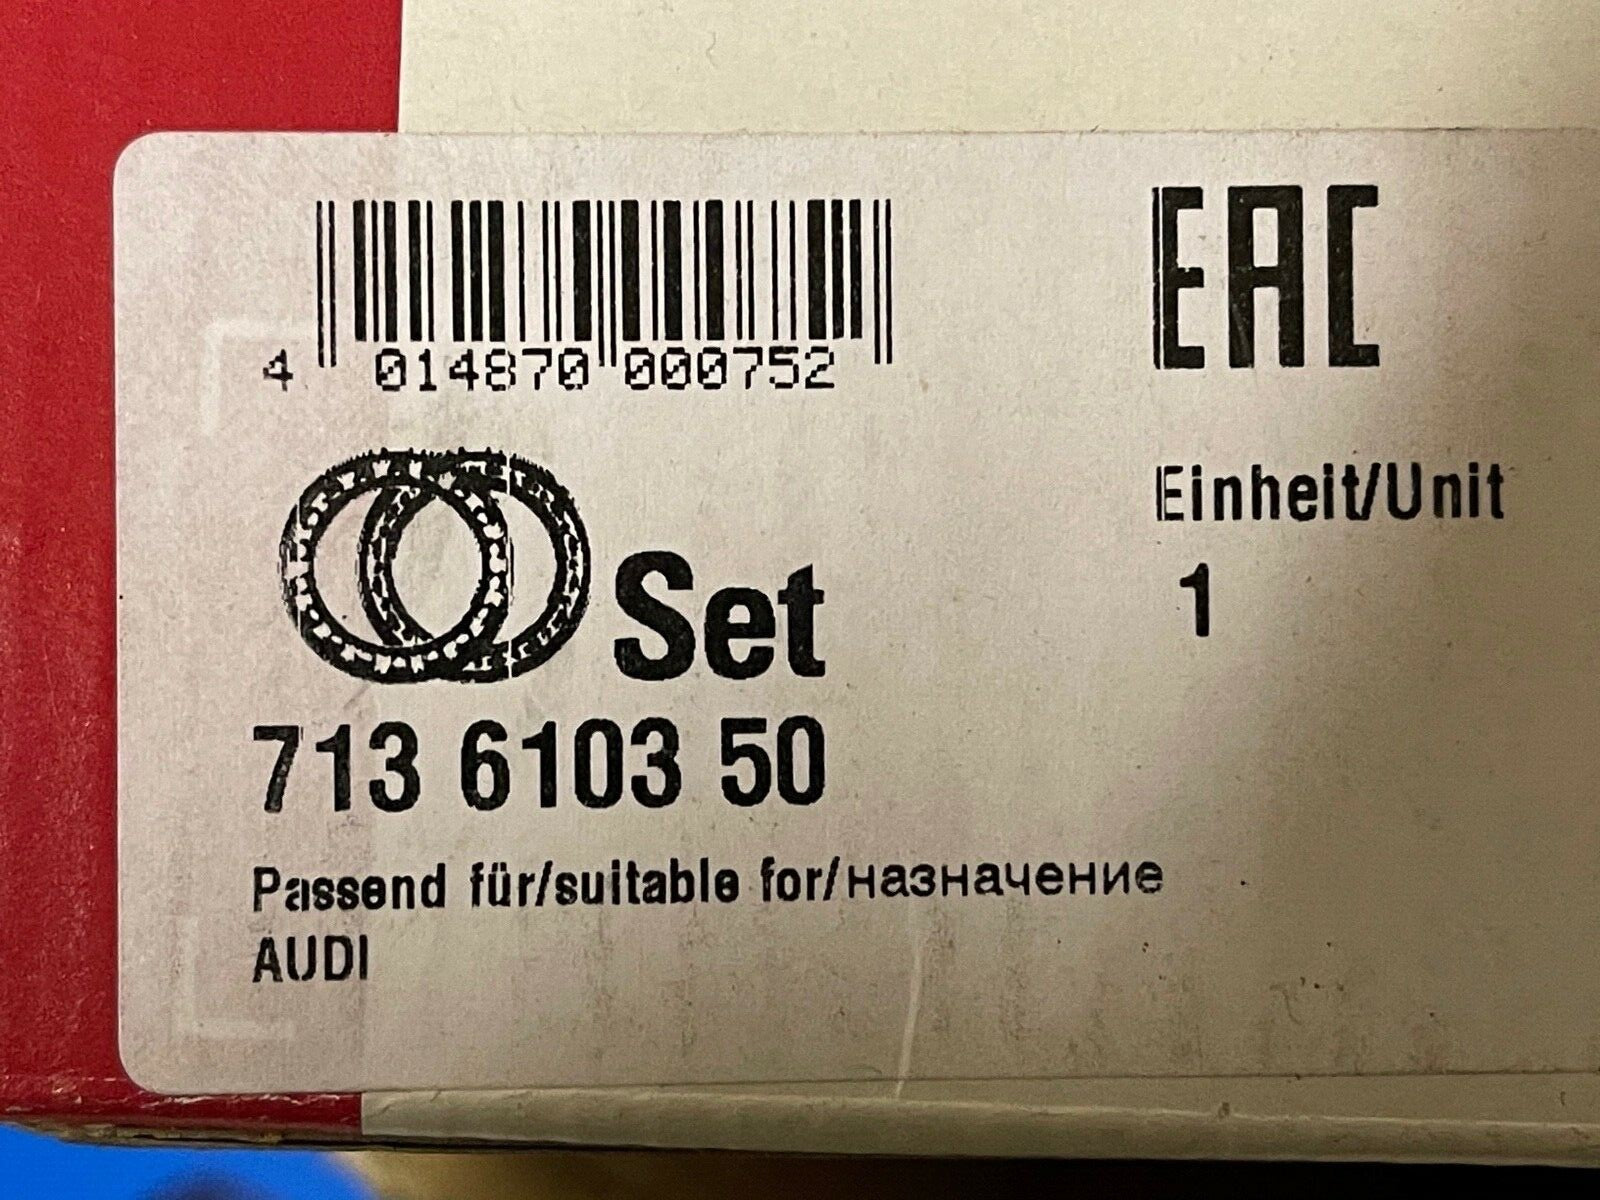 4 014870 000752
EAC
Einheit/Unit
1
Set
713 6103 50
Passend für/suitable for/назначение
AUDI